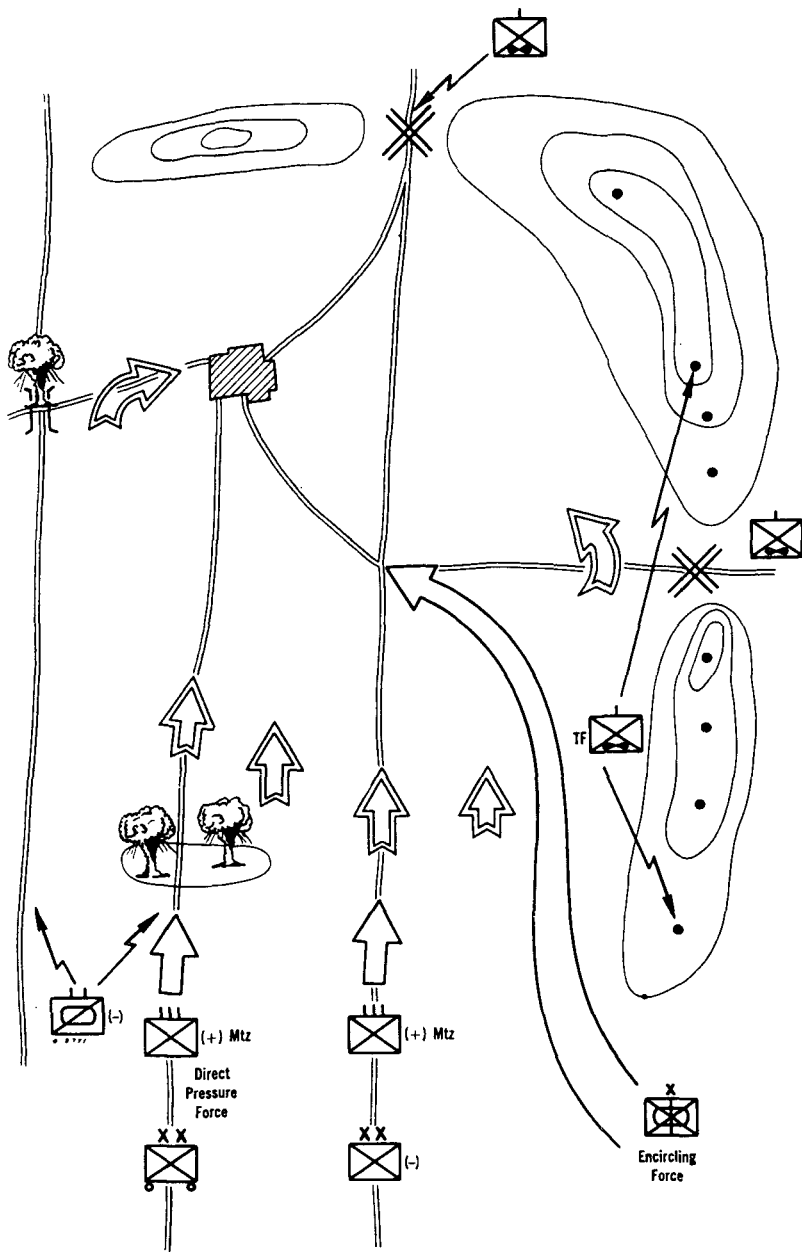 TF
(-)
(+) Mtz
(+) Mtz
Direct
Pressure
Force
X
X X
X X
(-)
Encircling
Force